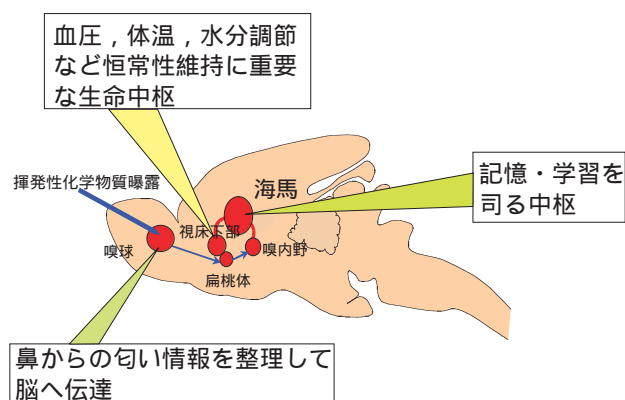 血圧，体温，水分調節
など恒常性維持に重要
な生命中枢
揮発性化学物質曝露
海馬
記憶・学習を
司る中枢
視床下部
嗅球
嗅内野
扁桃体
鼻からの匂い情報を整理して
脳へ伝達